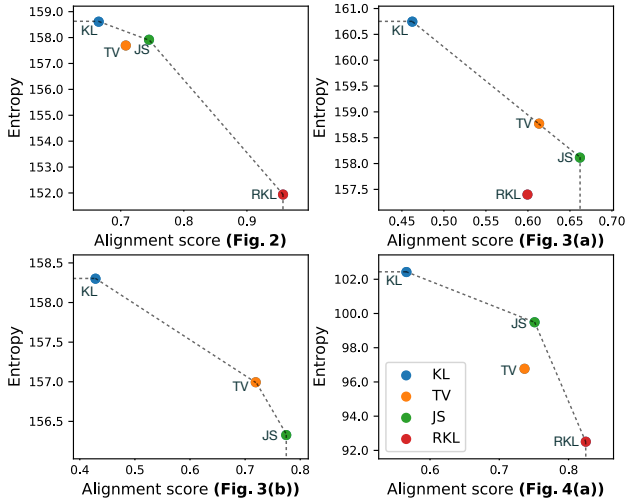 159.0
158.0
157.0
156.0
155.0
154.0
153.0
152.0
Entropy
KL
TV
JS
RKL
0.7 0.8 0.9
Alignment score (Fig. 2)
161.0
160.5
160.0
159.5
159.0
158.5
158.0
157.5
Entropy
KL
TV
JS
RKL
0.45 0.50 0.55 0.60 0.65 0.70
Alignment score (Fig. 3(a))
158.5
158.0
157.5
157.0
156.5
Entropy
KL
TV
JS
0.4 0.5 0.6 0.7 0.8
Alignment score (Fig. 3(b))
102.0
100.0
98.0
96.0
94.0
92.0
Entropy
KL
JS
TV
RKL
KL
TV
JS
RKL
0.6 0.7 0.8
Alignment score (Fig. 4(a))